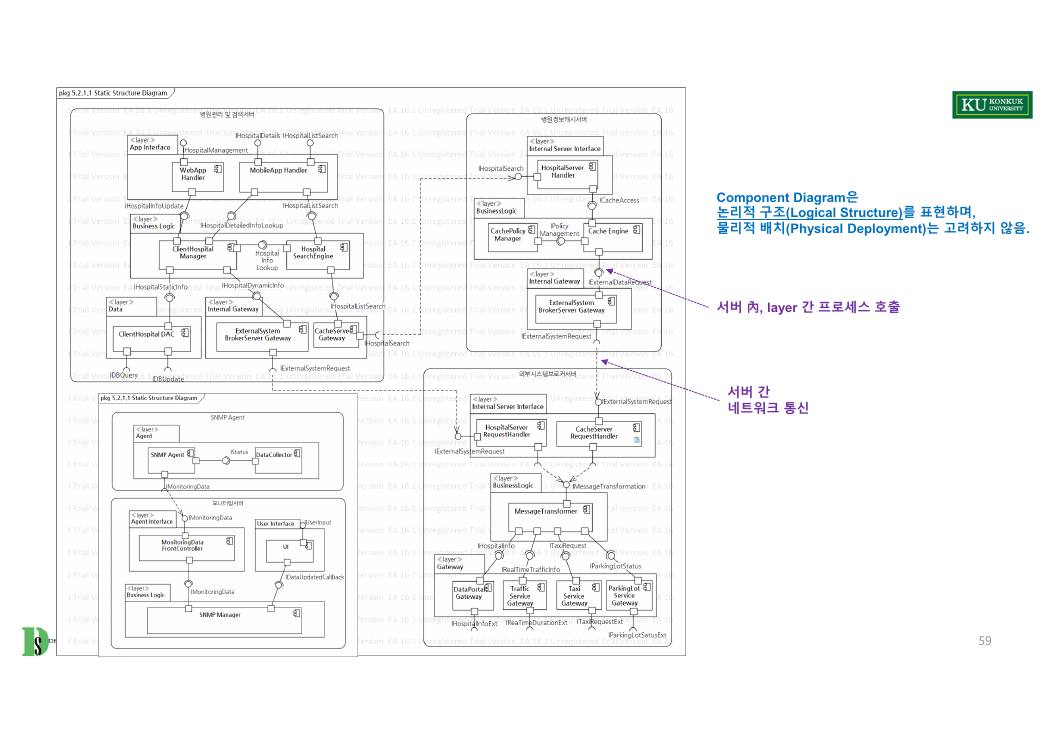 pkg 5.2.1.1 Static Structure Diagram
병원관리 및 검색서버
IHospitalDetails IHospitalListSearch
«layer»
App Interface
IHospitalManagement
WebApp
Handler
MobileApp Handler
IHospitalInfoUpdate
IHospitalDetailedInfoLookup
IHospitalListSearch
«layer»
Business Logic
ClientHospital
Manager
Hospital
Info
Lookup
Hospital
SearchEngine
IHospitalStaticInfo
IHospitalDynamicInfo
IHospitalListSearch
«layer»
Data
ClientHospital DAC
«layer»
Internal Gateway
ExternalSystem
BrokerServer Gateway
CacheServer
Gateway
IHospitalSearch
IDBQuery
IDBUpdate
IExternalSystemRequest
병원정보캐시서버
«layer»
Internal Server Interface
IHospitalSearch
HospitalServer
Handler
ICacheAccess
«layer»
BusinessLogic
CachePolicy
Manager
IPolicy
Management
Cache Engine
IExternalDataRequest
«layer»
Internal Gateway
ExternalSystem
BrokerServer Gateway
IExternalSystemRequest
외부시스템브로커서버
«layer»
Internal Server Interface
IExternalSystemRequest
HospitalServer
RequestHandler
CacheServer
RequestHandler
IExternalSystemRequest
«layer»
BusinessLogic
IMessageTransformation
MessageTransformer
IHospitalInfo
IRealTimeTrafficInfo
ITaxiRequest
IParkingLotStatus
«layer»
Gateway
DataPortal
Gateway
Traffic
Service
Gateway
Taxi
Service
Gateway
ParkingLot
Service
Gateway
IHospitalInfoExt
IReaTimeDurationExt
ITaxiRequestExt
IParkingLotSatusExt
pkg 5.2.1.1 Static Structure Diagram
SNMP Agent
«layer»
Agent
SNMP Agent
IStatus
DataCollector
IMonitoringData
모니터링서버
«layer»
Agent Interface
IMonitoringData
MonitoringData
FrontController
User Interface
IUserInput
UI
IMonitoringData
IDataUpdatedCallback
«layer»
Business Logic
SNMP Manager
KU KONKUK
UNIVERSITY
Component Diagram은
논리적 구조(Logical Structure)를 표현하며,
물리적 배치(Physical Deployment)는 고려하지 않음.
서버 內, layer 간 프로세스 호출
서버 간
네트워크 통신
59